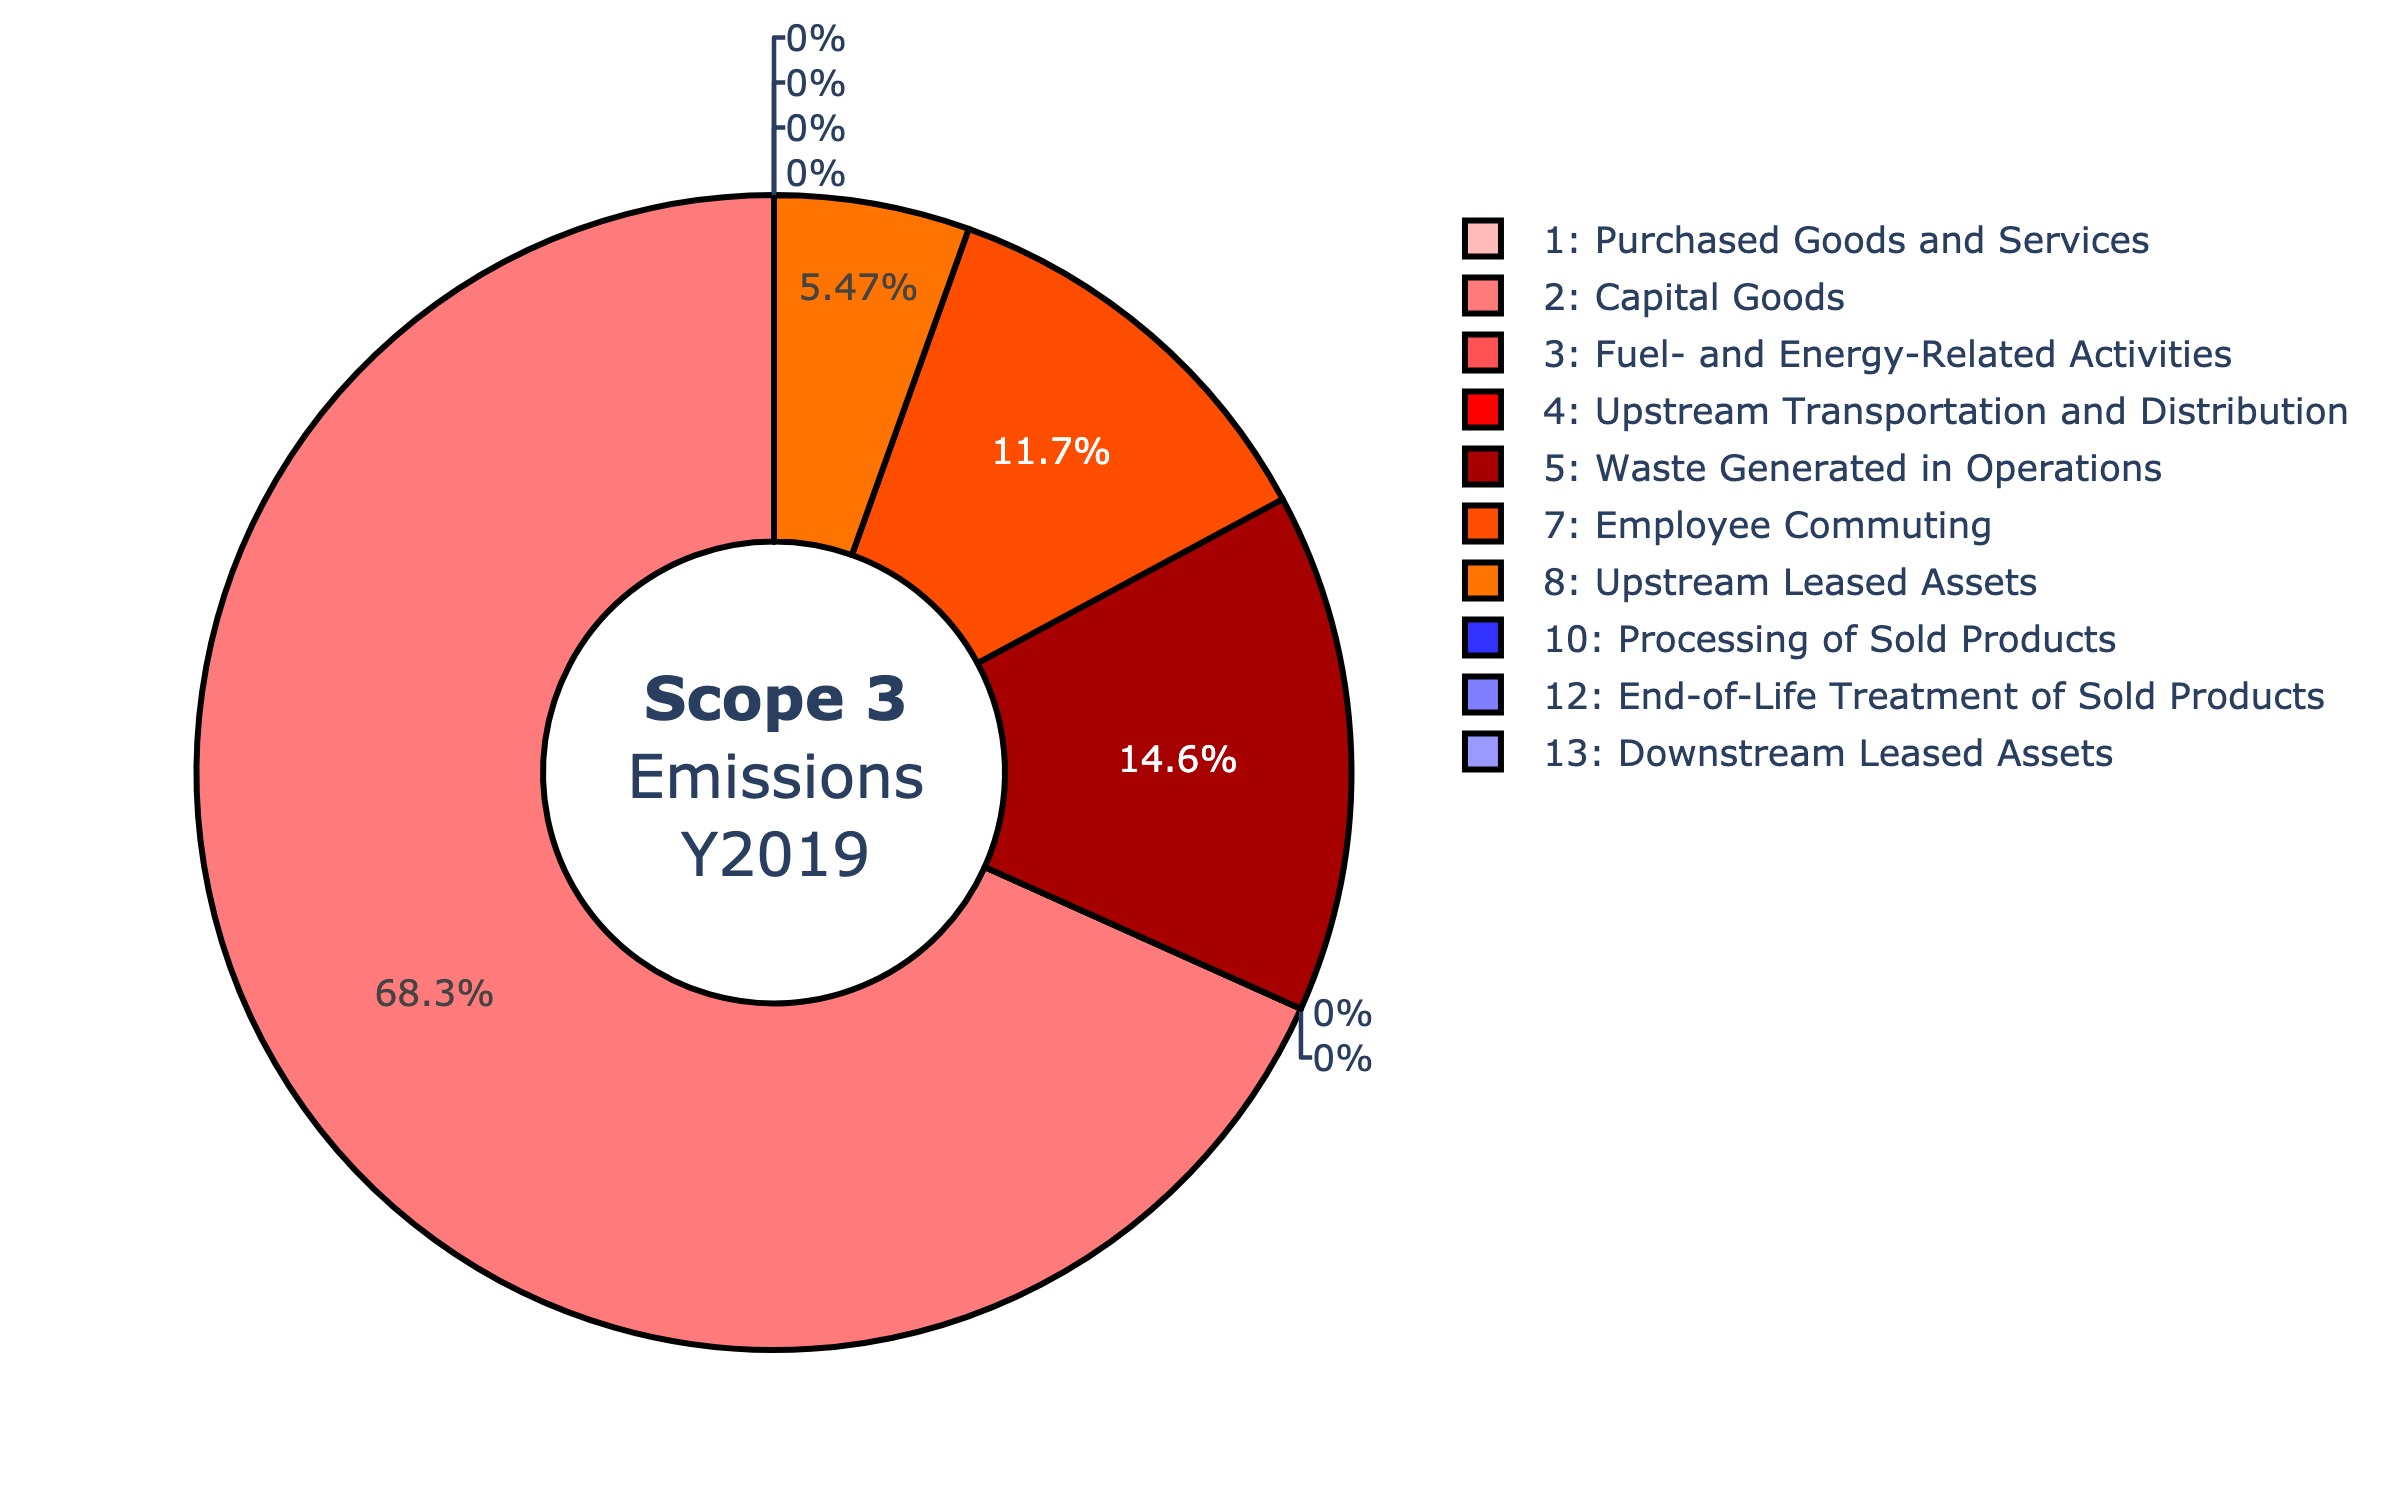 0%
0%
0%
0%
5.47%
11.7%
14.6%
68.3%
0%
0%
Scope 3
Emissions
Y2019
1: Purchased Goods and Services
2: Capital Goods
3: Fuel- and Energy-Related Activities
4: Upstream Transportation and Distribution
5: Waste Generated in Operations
7: Employee Commuting
8: Upstream Leased Assets
10: Processing of Sold Products
12: End-of-Life Treatment of Sold Products
13: Downstream Leased Assets